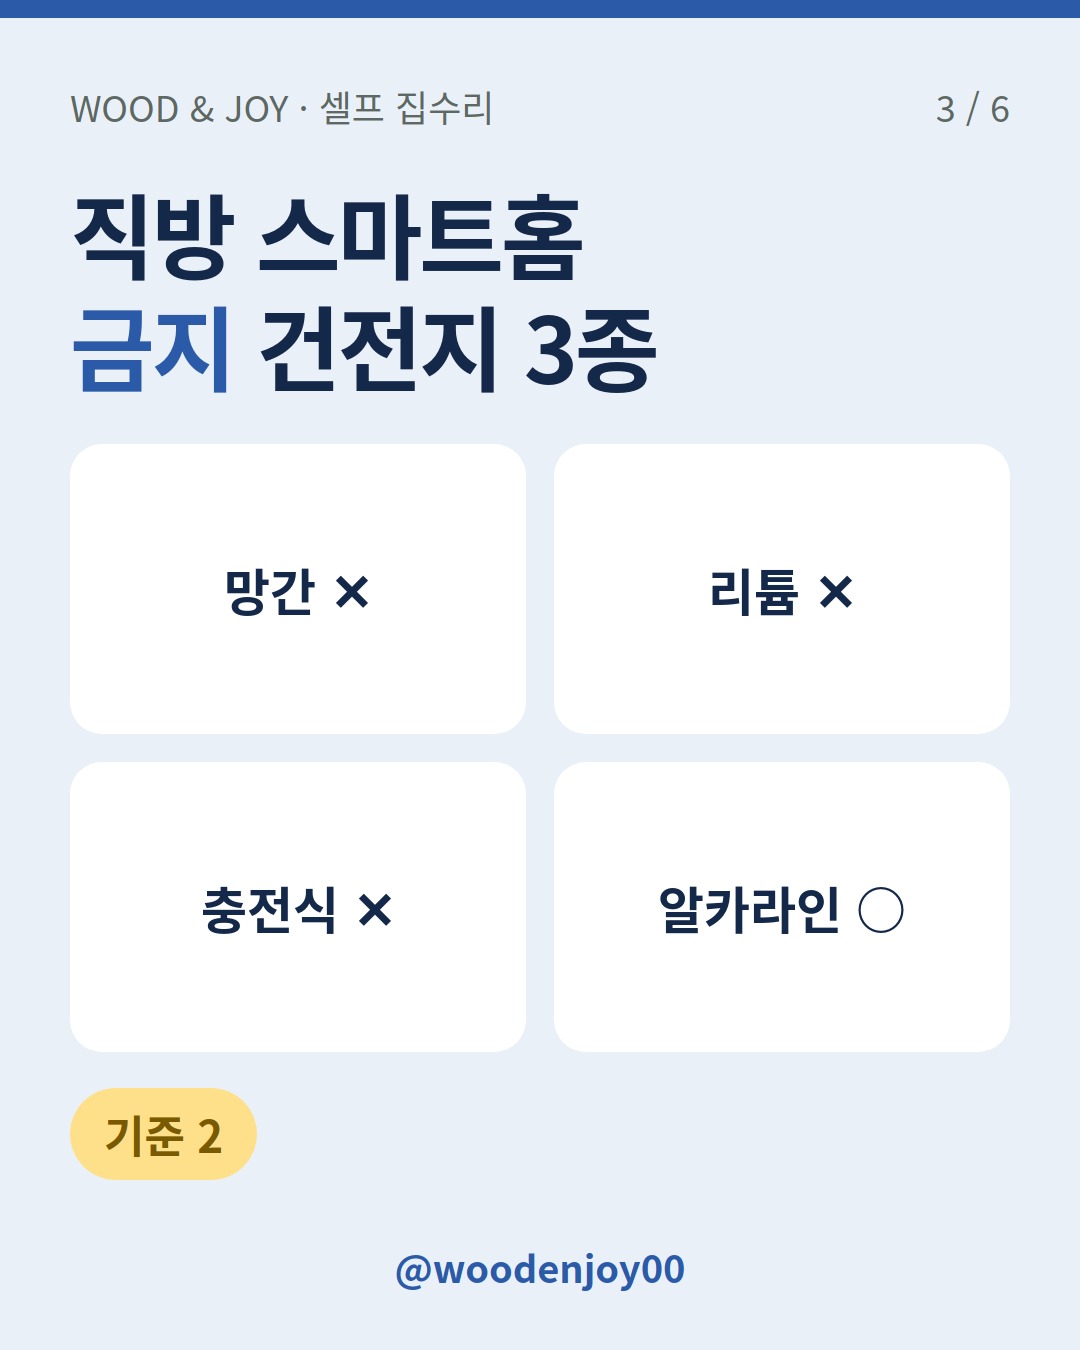 WOOD & JOY · 셀프 집수리
3 / 6
직방 스마트홈
금지 건전지 3종
망간 ✕
리튬 ✕
충전식 ✕
알카라인 ○
기준 2
@woodenjoy00